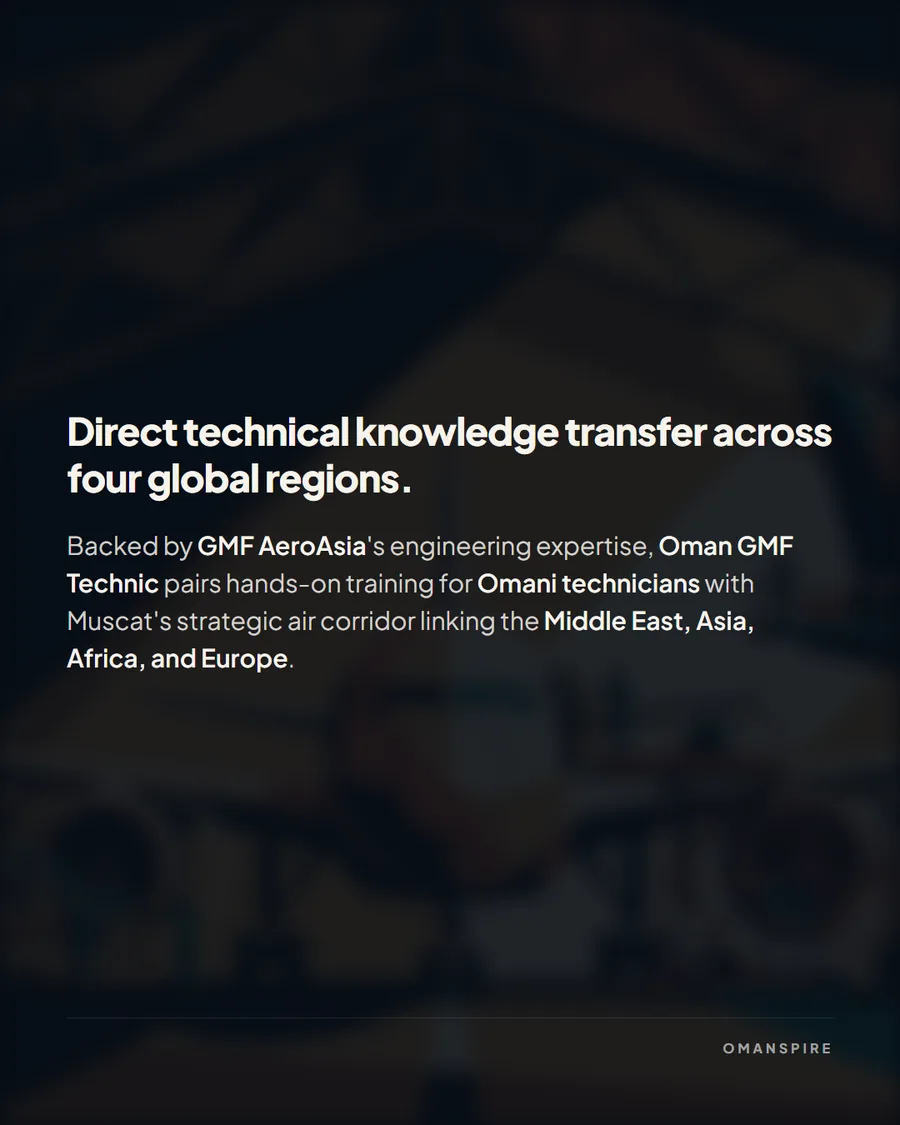 Direct technical knowledge transfer across
four global regions.
Backed by GMF AeroAsia's engineering expertise, Oman GMF
Technic pairs hands-on training for Omani technicians with
Muscat's strategic air corridor linking the Middle East, Asia,
Africa, and Europe.
OMANSPIRE